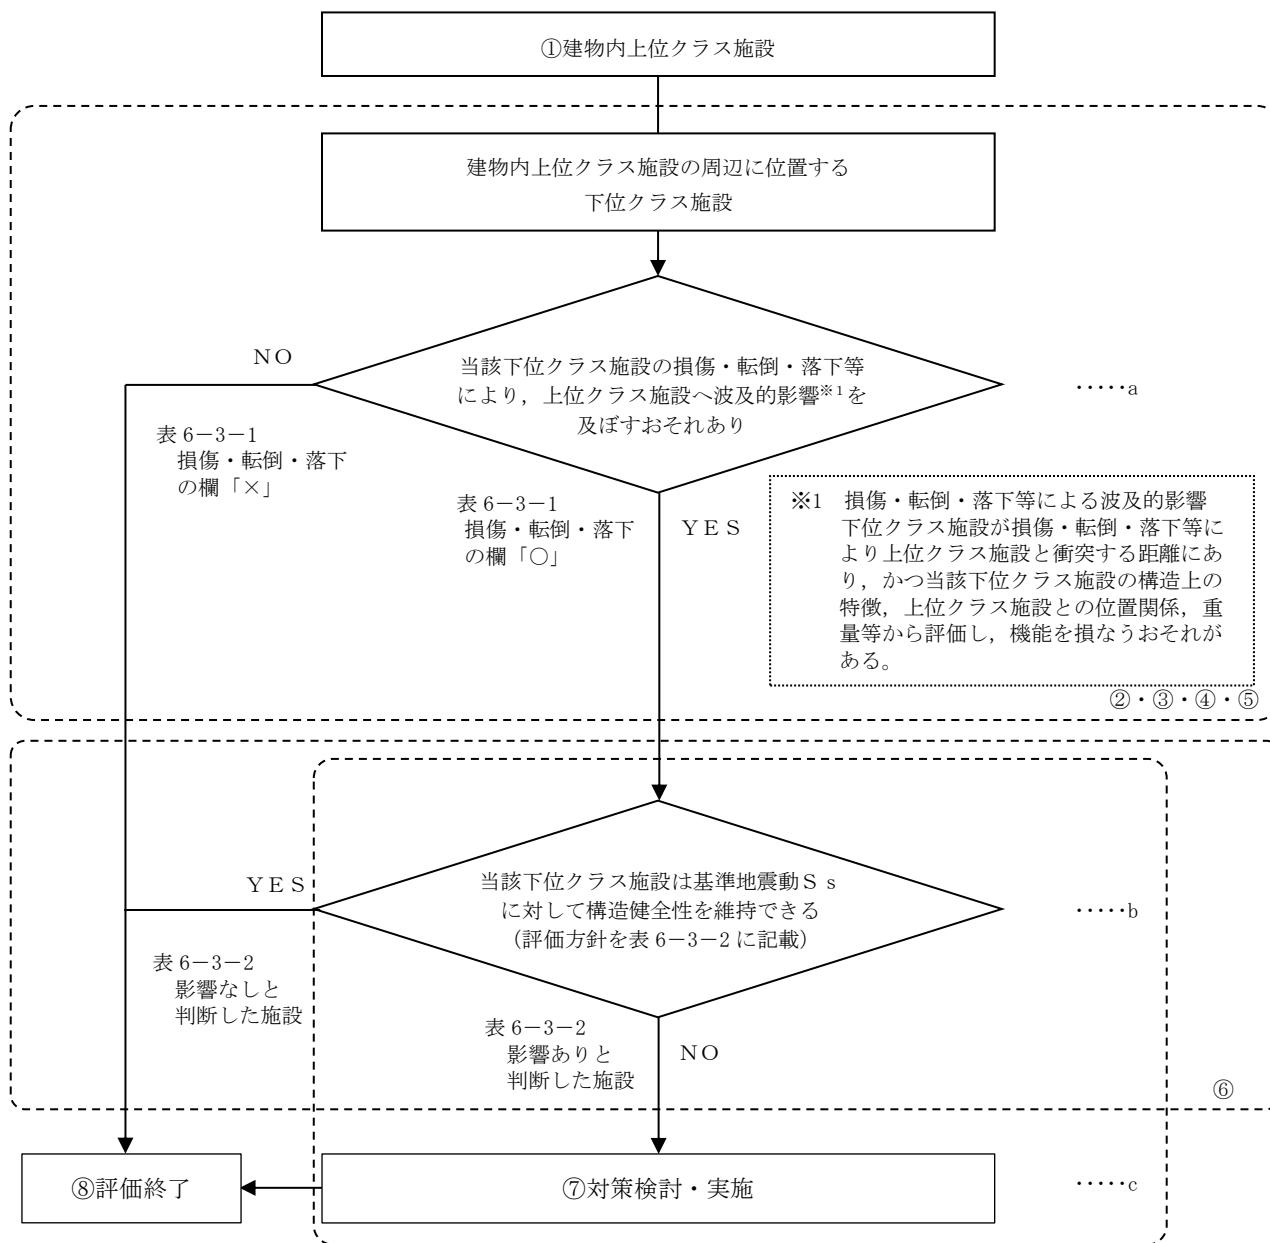 ①建物内上位クラス施設
建物内上位クラス施設の周辺に位置する
下位クラス施設
NO
当該下位クラス施設の損傷・転倒・落下等
により，上位クラス施設へ波及的影響※1を
及ぼすおそれあり
‥‥‥a
表 6－3－1
損傷・転倒・落下
の欄「×」
表 6－3－1
損傷・転倒・落下
の欄「○」
ＹＥＳ
※1 損傷・転倒・落下等による波及的影響
下位クラス施設が損傷・転倒・落下等に
より上位クラス施設と衝突する距離にあ
り，かつ当該下位クラス施設の構造上の
特徴，上位クラス施設との位置関係，重
量等から評価し，機能を損なうおそれが
ある。
②・③・④・⑤
ＹＥＳ
当該下位クラス施設は基準地震動Ｓｓ
に対して構造健全性を維持できる
（評価方針を表 6－3－2 に記載）
‥‥‥b
表 6－3－2
影響なしと
判断した施設
表 6－3－2
影響ありと
判断した施設
NO
⑥
⑧評価終了
⑦対策検討・実施
‥‥‥c